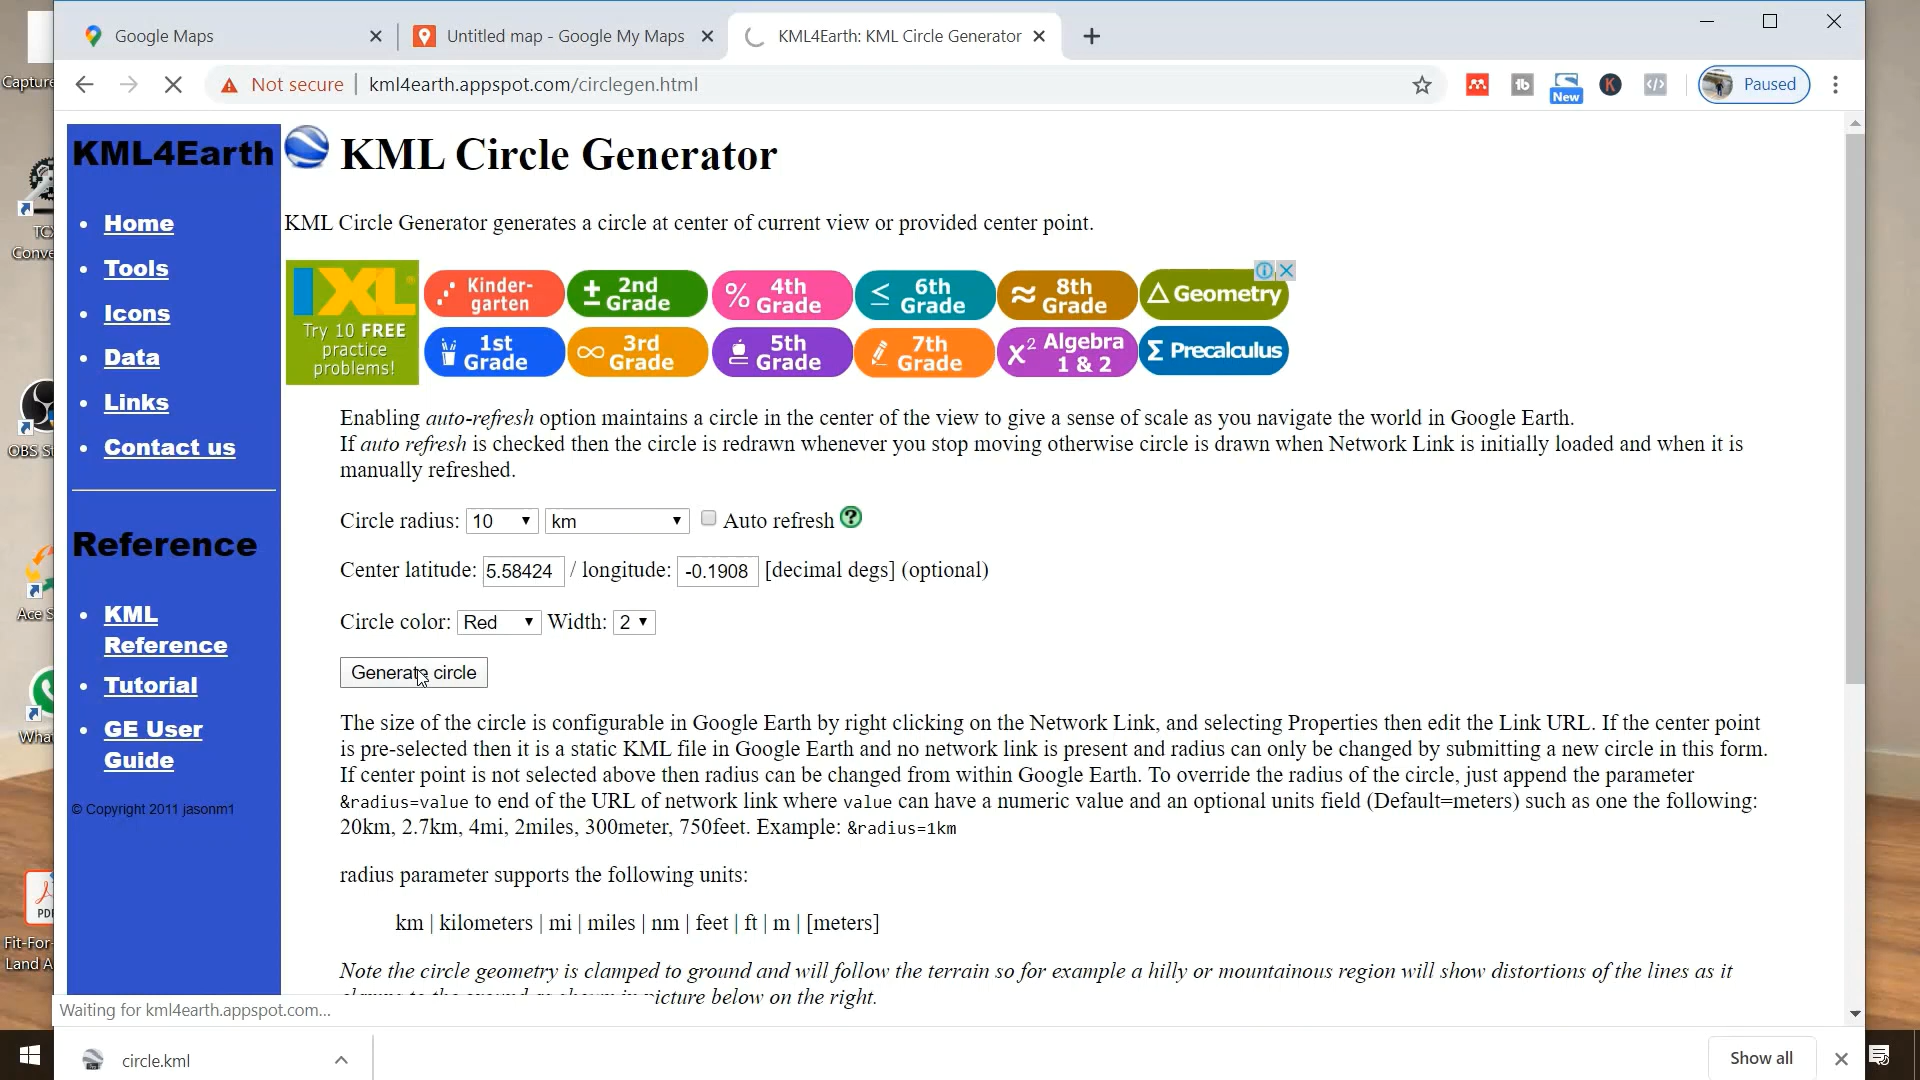 Google Maps
Untitled map - Google My Maps
KML4Earth: KML Circle Generator
Not secure
kml4earth.appspot.com/circlegen.html
New
Paused
Capture
OBS St
Ace S
PDF
Fit-For-
Land A
KML4Earth
Home
Tools
Icons
Data
Links
Contact us
Reference
KML
Reference
Tutorial
GE User
Guide
© Copyright 2011 jasonm1
KML Circle Generator
KML Circle Generator generates a circle at center of current view or provided center point.
IXL
Try 10 FREE
practice
problems!
Kinder-
garten
2nd
Grade
4th
Grade
6th
Grade
8th
Grade
Geometry
1st
Grade
3rd
Grade
5th
Grade
7th
Grade
Algebra
1 & 2
Precalculus
Enabling auto-refresh option maintains a circle in the center of the view to give a sense of scale as you navigate the world in Google Earth.
If auto refresh is checked then the circle is redrawn whenever you stop moving otherwise circle is drawn when Network Link is initially loaded and when it is
manually refreshed.
Circle radius: 10 km Auto refresh
Center latitude: 5.58424 / longitude: -0.1908 [decimal degs] (optional)
Circle color: Red Width: 2
Generate circle
The size of the circle is configurable in Google Earth by right clicking on the Network Link, and selecting Properties then edit the Link URL. If the center point
is pre-selected then it is a static KML file in Google Earth and no network link is present and radius can only be changed by submitting a new circle in this form.
If center point is not selected above then radius can be changed from within Google Earth. To override the radius of the circle, just append the parameter
&radius=value to end of the URL of network link where value can have a numeric value and an optional units field (Default=meters) such as one the following:
20km, 2.7km, 4mi, 2miles, 300meter, 750feet. Example: &radius=1km
radius parameter supports the following units:
km | kilometers | mi | miles | nm | feet | ft | m | [meters]
Note the circle geometry is clamped to ground and will follow the terrain so for example a hilly or mountainous region will show distortions of the lines as it
picture below on the right.
Waiting for kml4earth.appspot.com...
circle.kml
Show all